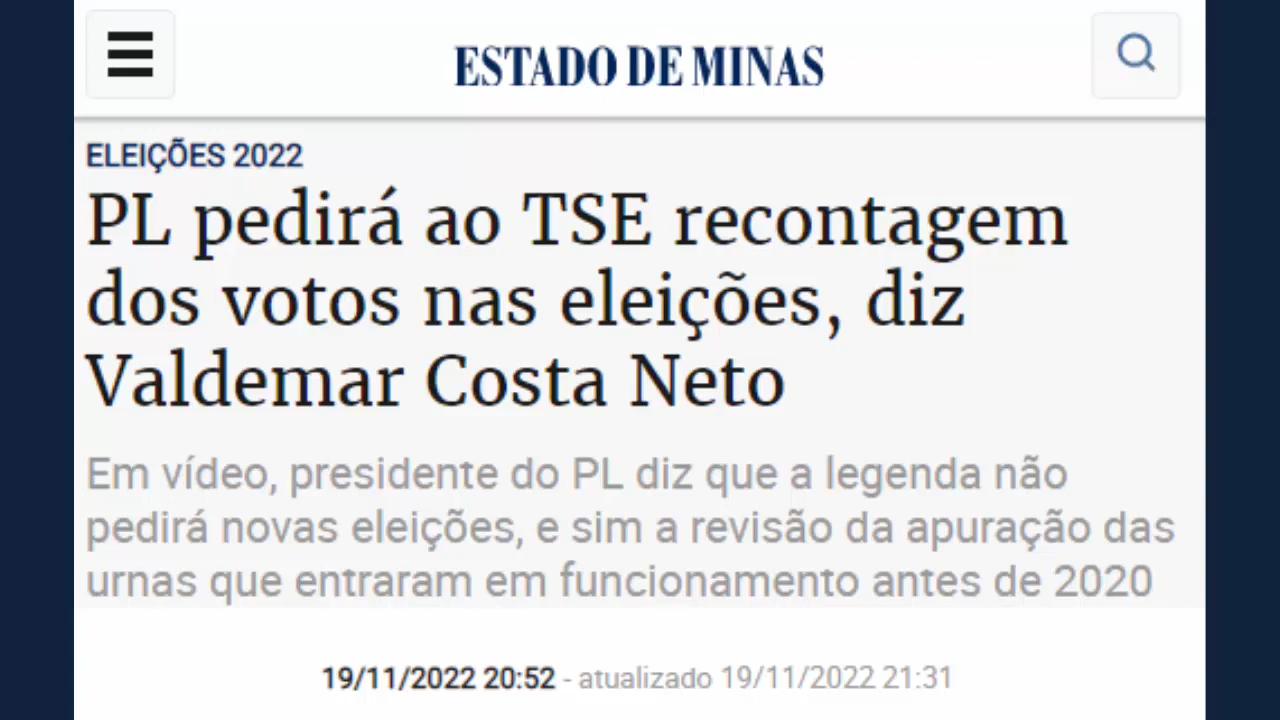 ESTADO DE MINAS
ELEIÇÕES 2022
PL pedirá ao TSE recontagem
dos votos nas eleições, diz
Valdemar Costa Neto
Em vídeo, presidente do PL diz que a legenda não
pedirá novas eleições, e sim a revisão da apuração das
urnas que entraram em funcionamento antes de 2020
19/11/2022 20:52 - atualizado 19/11/2022 21:31